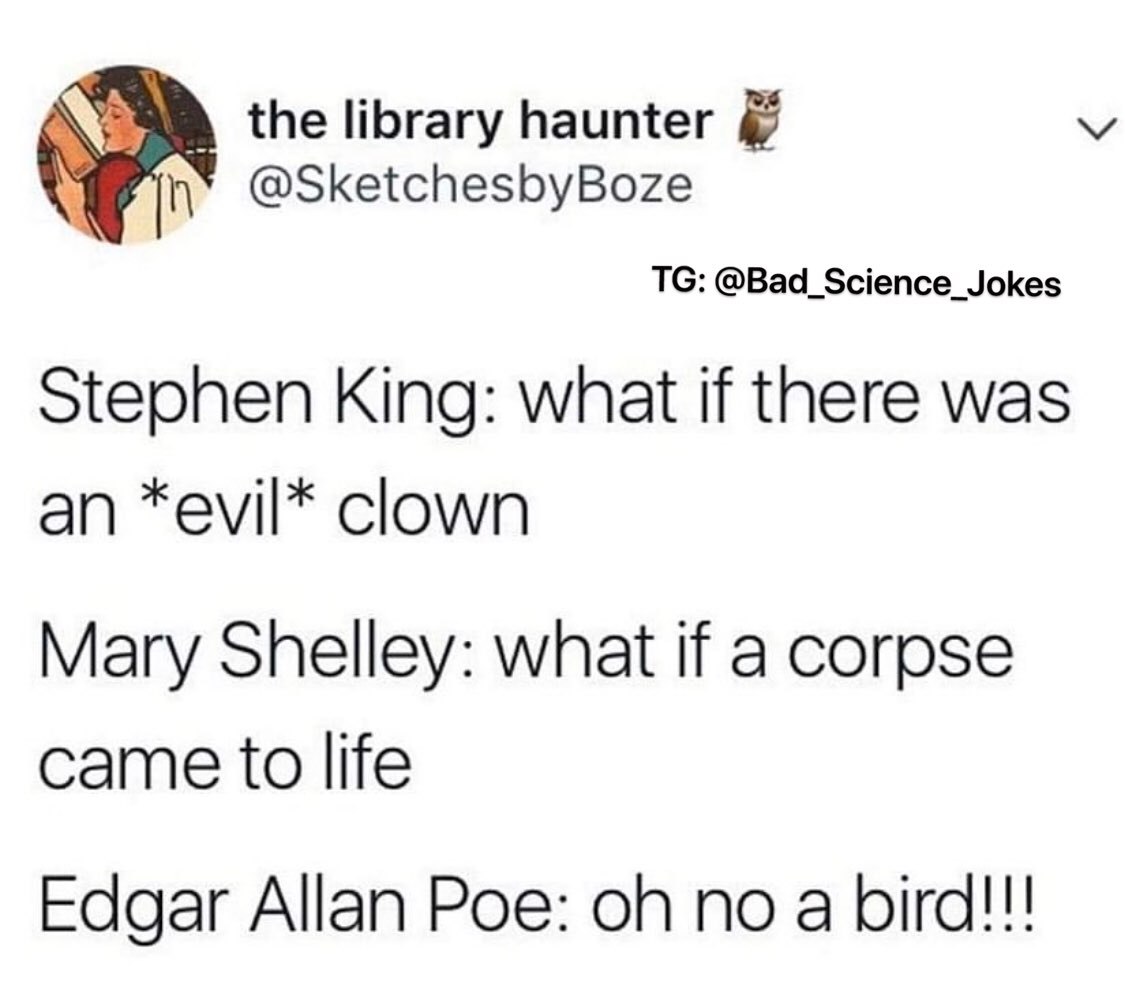 the library haunter 🦉
@SketchesbyBoze
TG: @Bad_Science_Jokes
Stephen King: what if there was
an *evil* clown
Mary Shelley: what if a corpse
came to life
Edgar Allan Poe: oh no a bird!!!